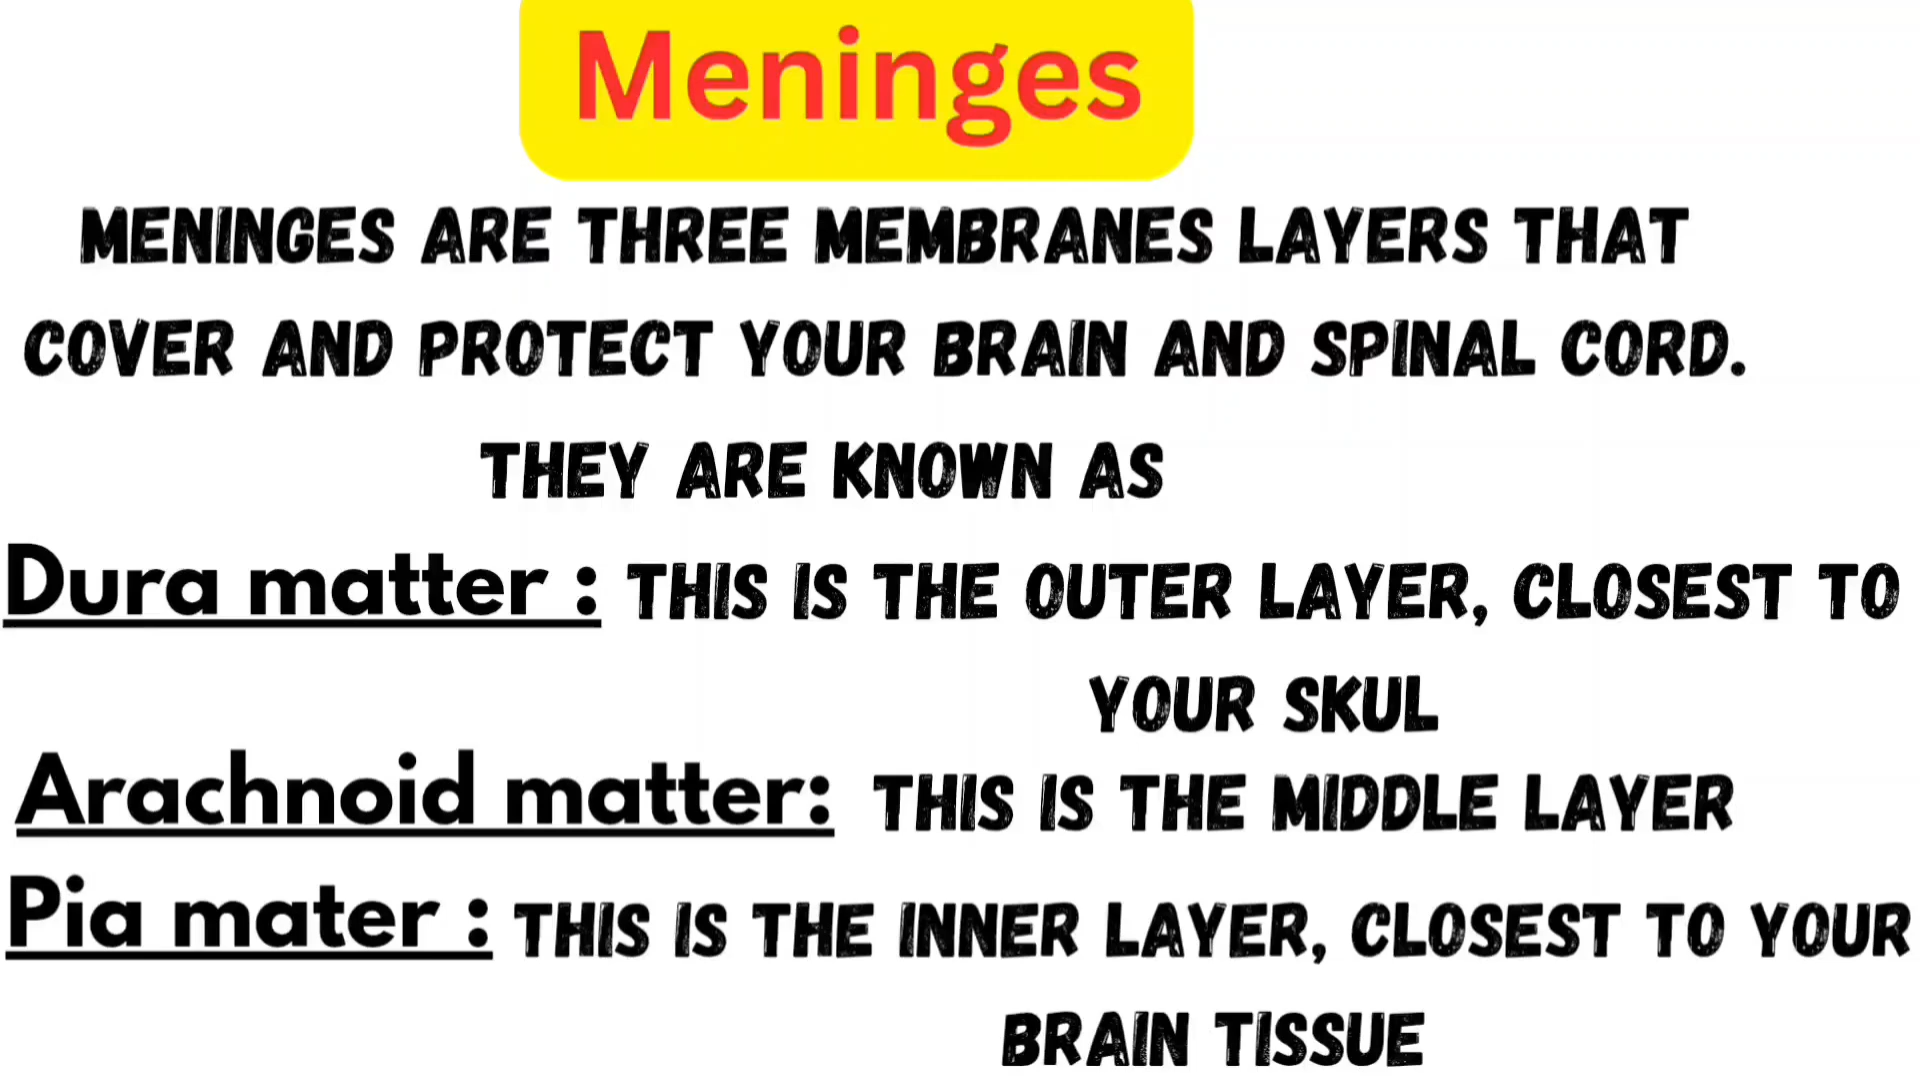 Meninges
MENINGES ARE THREE MEMBRANES LAYERS THAT
COVER AND PROTECT YOUR BRAIN AND SPINAL CORD.
THEY ARE KNOWN AS
Dura matter : THIS IS THE OUTER LAYER, CLOSEST TO
YOUR SKUL
Arachnoid matter: THIS IS THE MIDDLE LAYER
Pia mater : THIS IS THE INNER LAYER, CLOSEST TO YOUR
BRAIN TISSUE